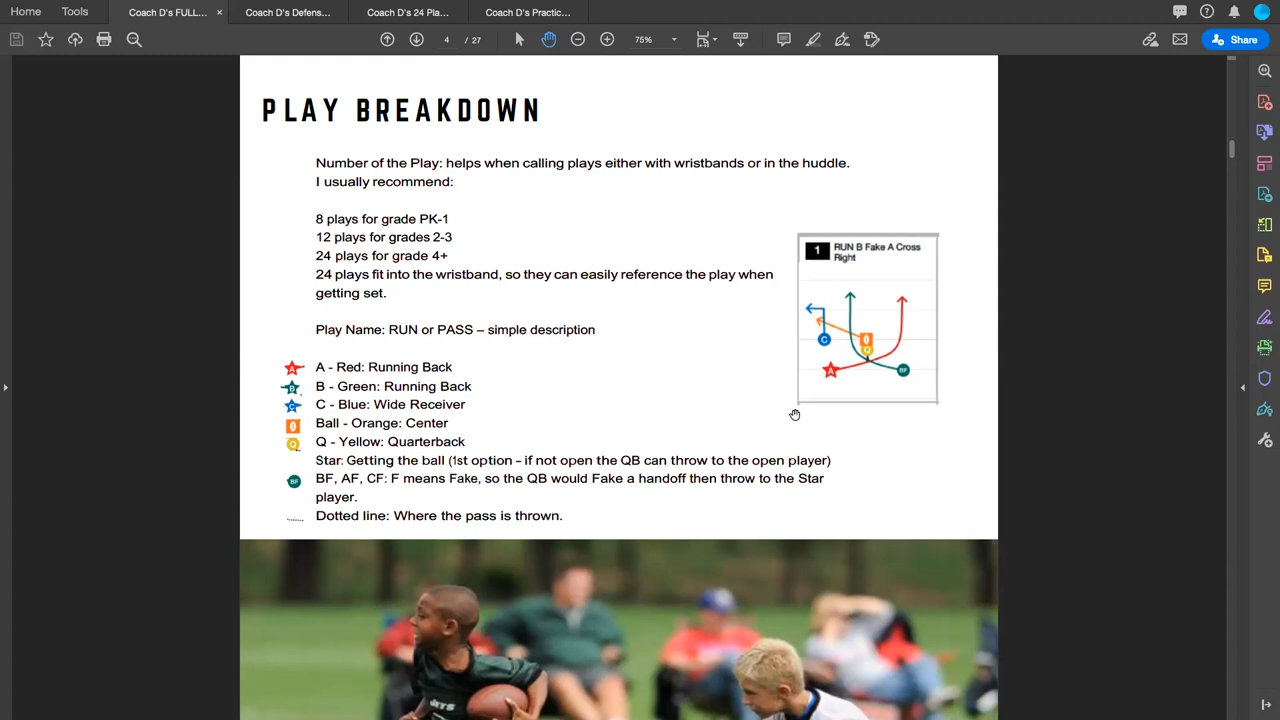 Home
Tools
Coach D's FULL...
×
Coach D's Defens...
Coach D's 24 Pla...
Coach D's Practic...
4 / 27
75%
Share
PLAY BREAKDOWN
Number of the Play: helps when calling plays either with wristbands or in the huddle.
I usually recommend:
8 plays for grade PK-1
12 plays for grades 2-3
24 plays for grade 4+
24 plays fit into the wristband, so they can easily reference the play when
getting set.
1 RUN B Fake A Cross
Right
C
Q
A
BF
Play Name: RUN or PASS – simple description
A A - Red: Running Back
B B - Green: Running Back
C C - Blue: Wide Receiver
Ball - Orange: Center
Q Q - Yellow: Quarterback
Star: Getting the ball (1st option – if not open the QB can throw to the open player)
BF BF, AF, CF: F means Fake, so the QB would Fake a handoff then throw to the Star
player.
Dotted line: Where the pass is thrown.
JETS